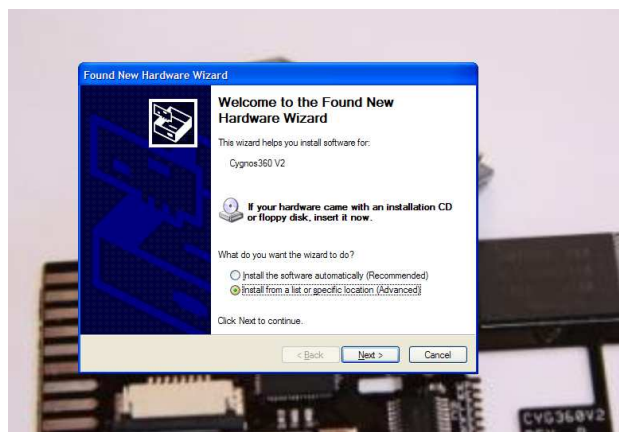 Found New Hardware Wizard
Welcome to the Found New
Hardware Wizard
This wizard helps you install software for:
Cygnos360 V2
If your hardware came with an installation CD
or floppy disk, insert it now.
What do you want the wizard to do?
Install the software automatically (Recommended)
Install from a list or specific location (Advanced)
Click Next to continue.
< Back
Next >
Cancel
CYG360V2